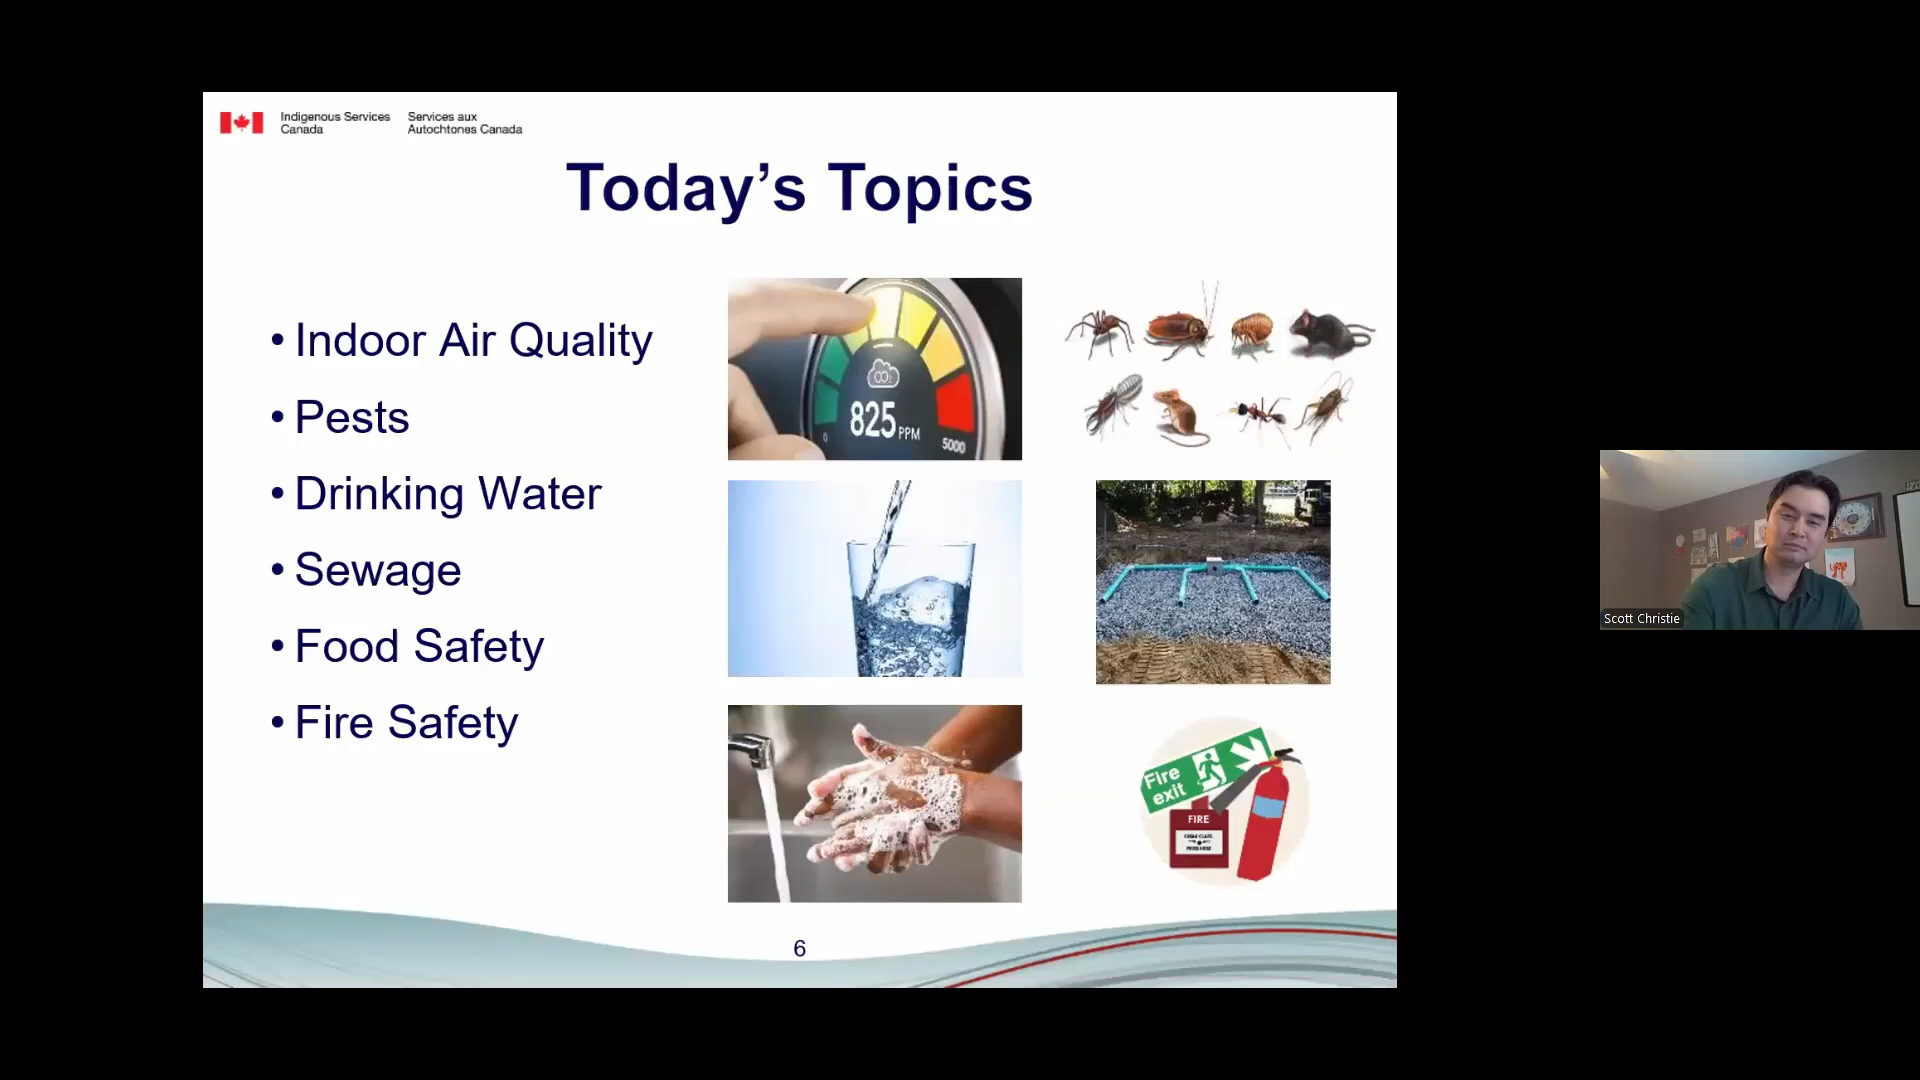 Indigenous Services
Canada
Services aux
Autochtones Canada
Today's Topics
• Indoor Air Quality
• Pests
• Drinking Water
• Sewage
• Food Safety
• Fire Safety
CO2
825 PPM
0
5000
Fire
exit
FIRE
6
Scott Christie